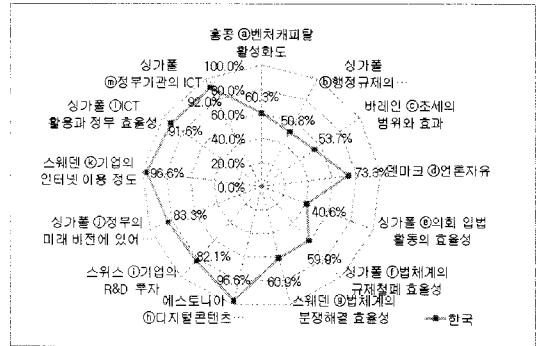 홍콩 ⓐ벤처캐피탈
활성화도
싱가폴
ⓑ행정규제의…
바레인 ⓒ조세의
범위와 효과
덴마크 ⓓ언론자유
싱가폴 ⓔ의회 입법
활동의 효율성
싱가폴 ⓕ법체계의
규제철폐 효율성
스웨덴 ⓖ법체계의
분쟁해결 효율성
에스토니아
ⓗ디지털콘텐츠…
스위스 ⓘ기업의
R&D 투자
싱가폴 ⓙ정부의
미래 비전에 있어
스웨덴 ⓚ기업의
인터넷 이용 정도
싱가폴 ⓛICT
활용과 정부 효율성
싱가폴
ⓜ정부기관의 ICT
100.0%
80.0%
60.0%
40.0%
20.0%
0.0%
60.3%
50.8%
53.7%
73.3%
40.6%
59.9%
60.9%
96.6%
82.1%
83.3%
96.6%
91.6%
92.0%
한국